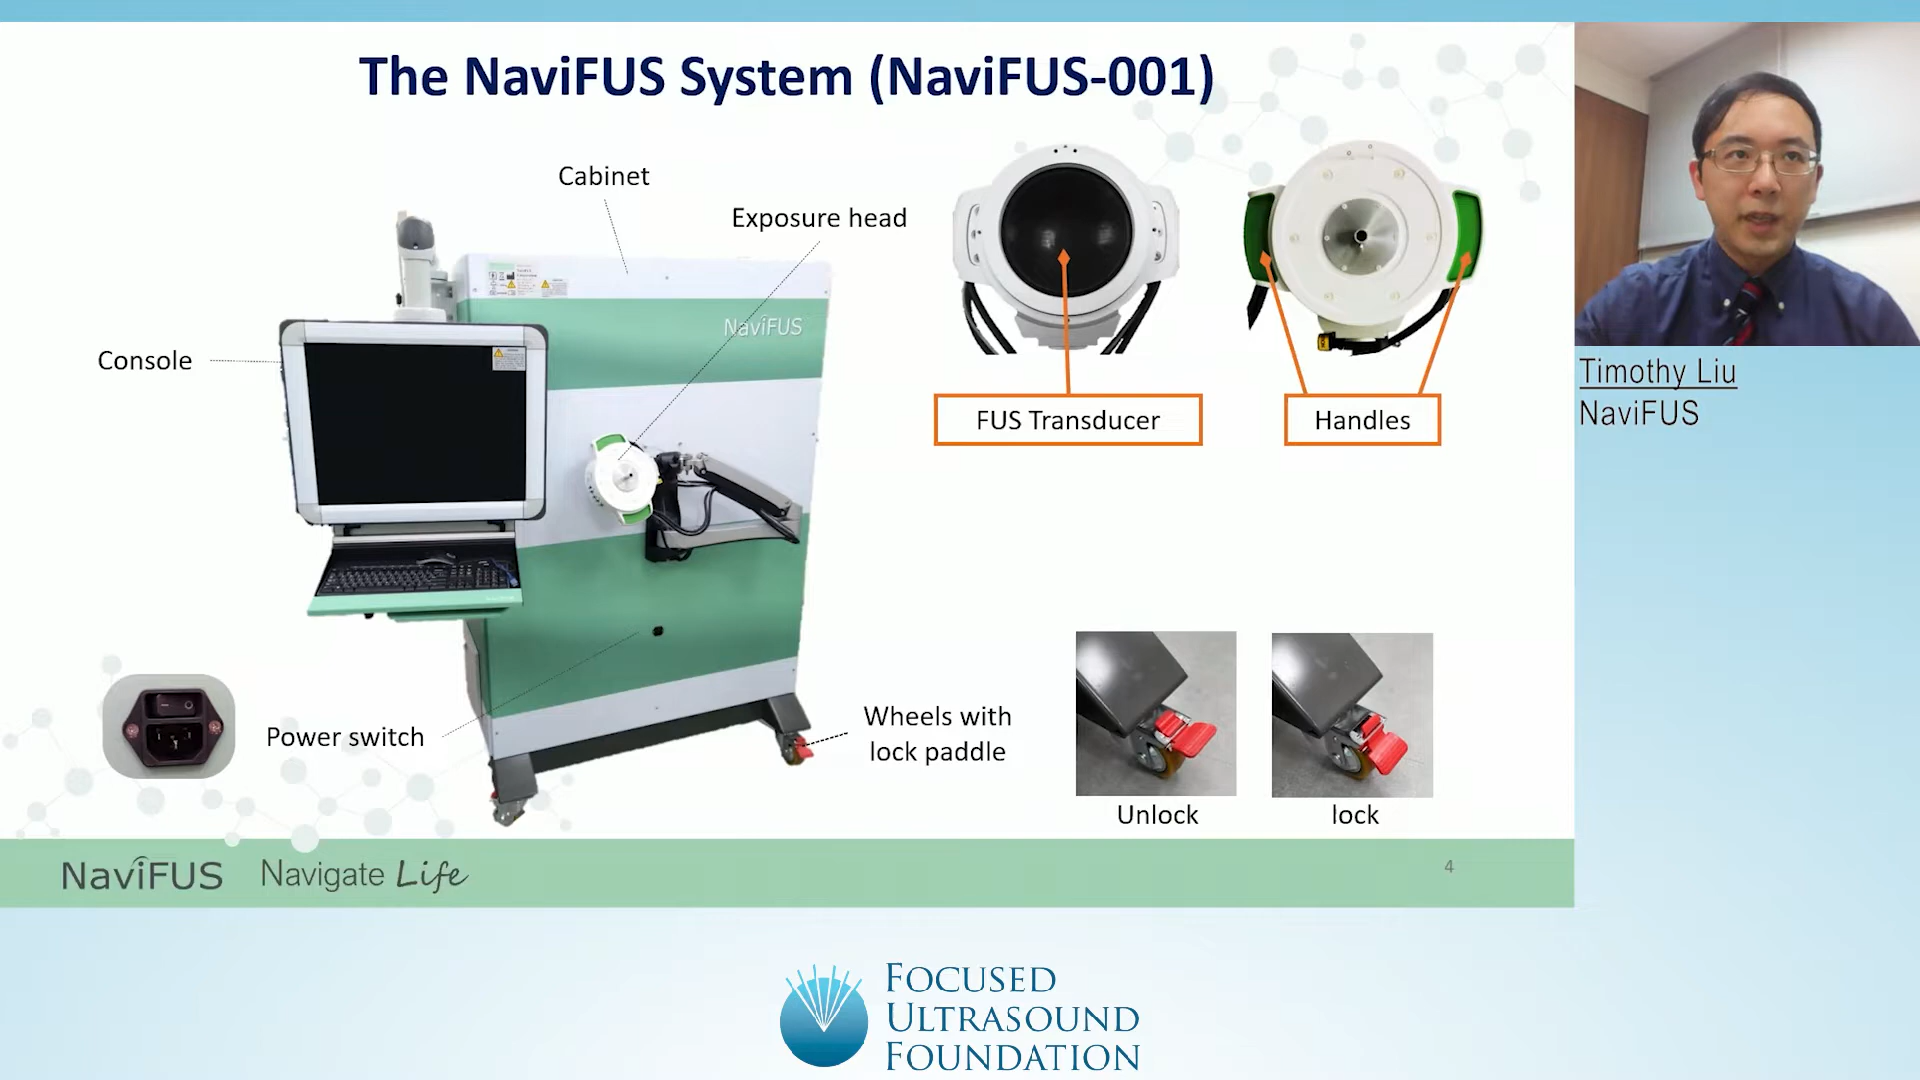 The NaviFUS System (NaviFUS-001)
Cabinet
Exposure head
NaviFUS
Console
FUS Transducer
Handles
Timothy Liu
NaviFUS
Power switch
Wheels with
lock paddle
Unlock
lock
NaviFUS Navigate Life
4
FOCUSED
ULTRASOUND
FOUNDATION